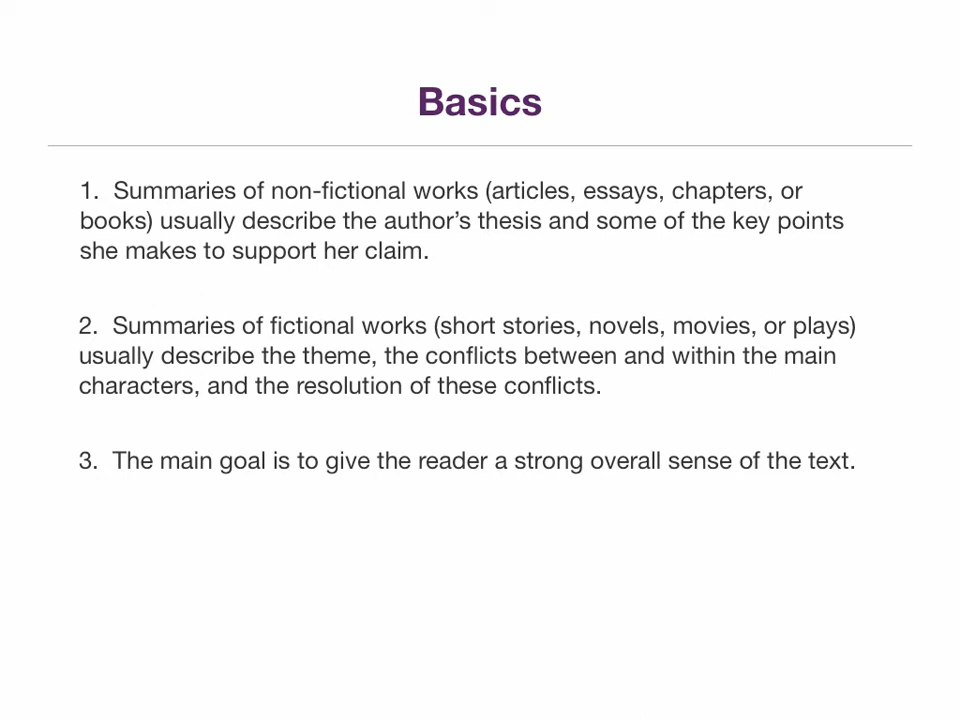 Basics
1.  Summaries of non-fictional works (articles, essays, chapters, or
books) usually describe the author’s thesis and some of the key points
she makes to support her claim.
2.  Summaries of fictional works (short stories, novels, movies, or plays)
usually describe the theme, the conflicts between and within the main
characters, and the resolution of these conflicts.
3.  The main goal is to give the reader a strong overall sense of the text.